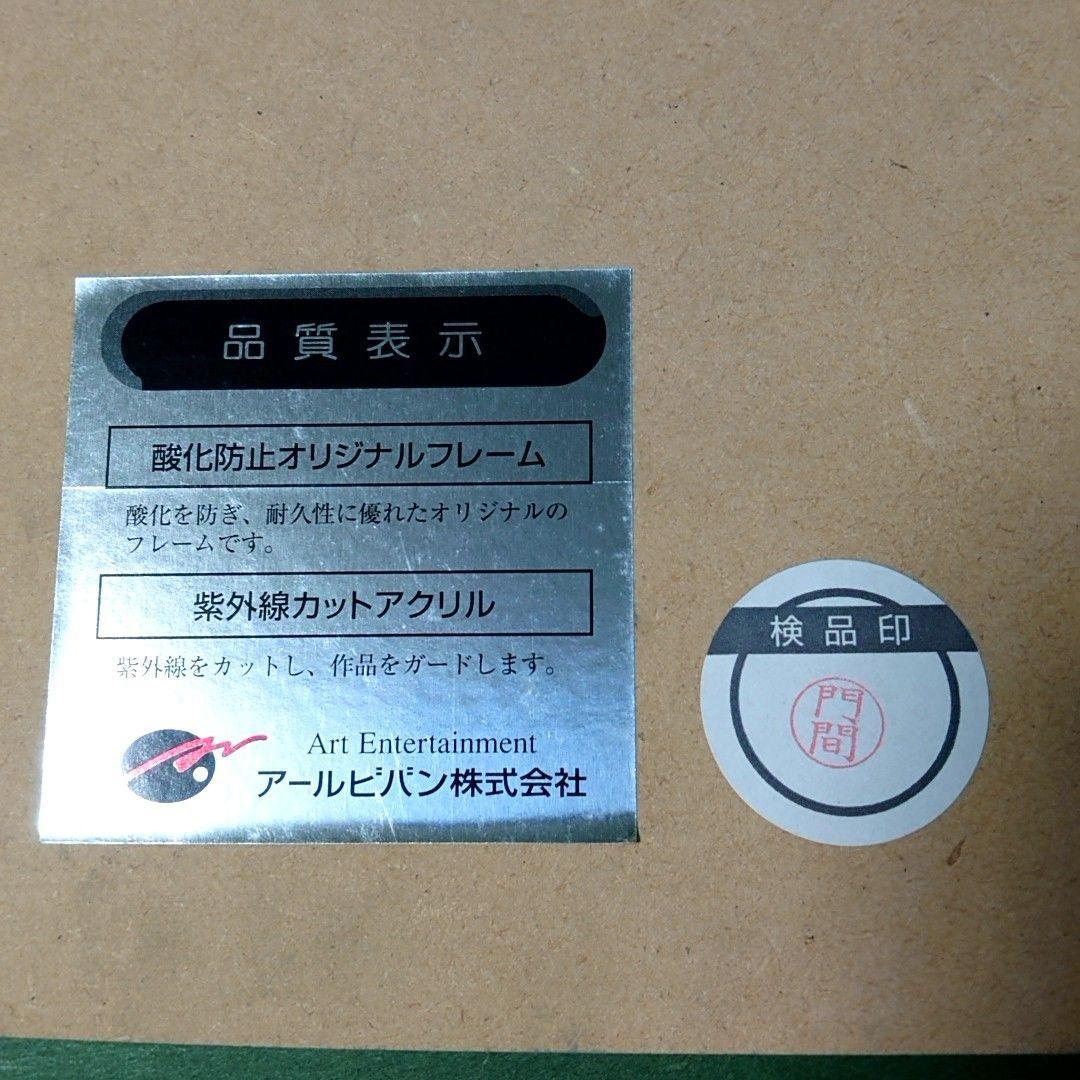 品質表示
酸化防止オリジナルフレーム
酸化を防ぎ、耐久性に優れたオリジナルの
フレームです。
紫外線カットアクリル
紫外線をカットし、作品をガードします。
Art Entertainment
アールビバン株式会社
検品印
門間